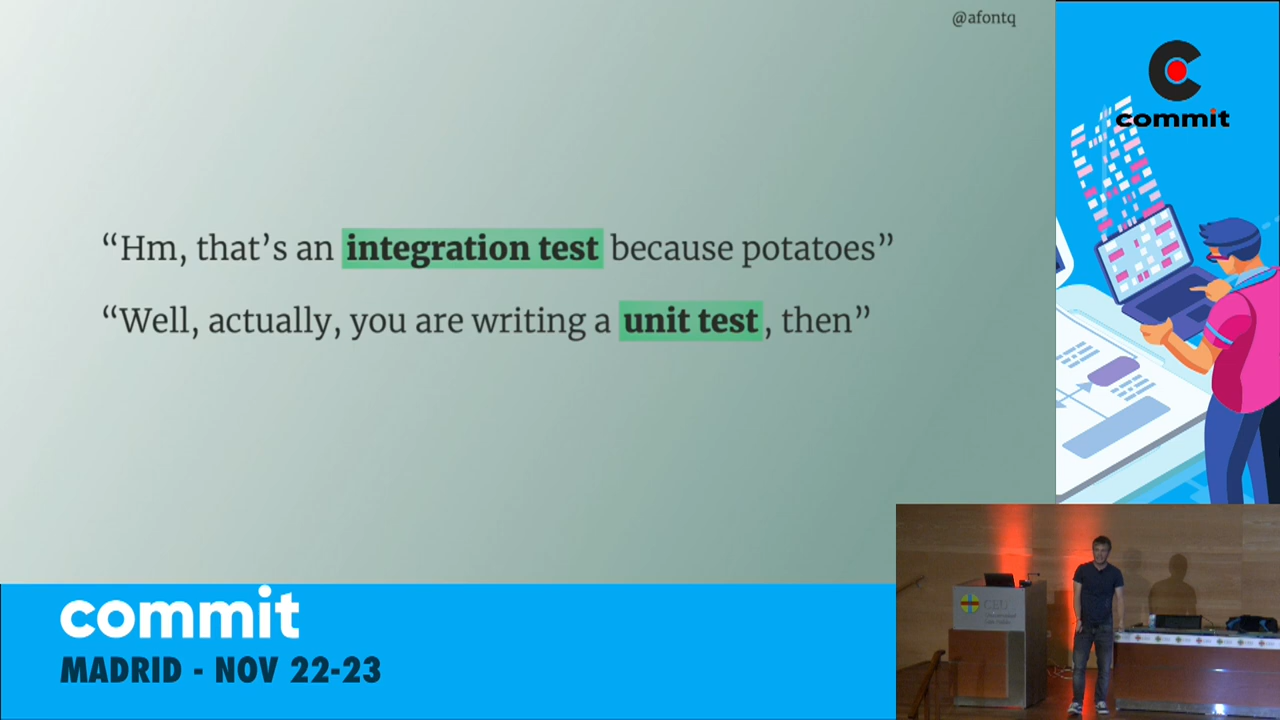 @afontq
commit
“Hm, that’s an integration test because potatoes”
“Well, actually, you are writing a unit test, then”
CEU
commit
MADRID - NOV 22-23